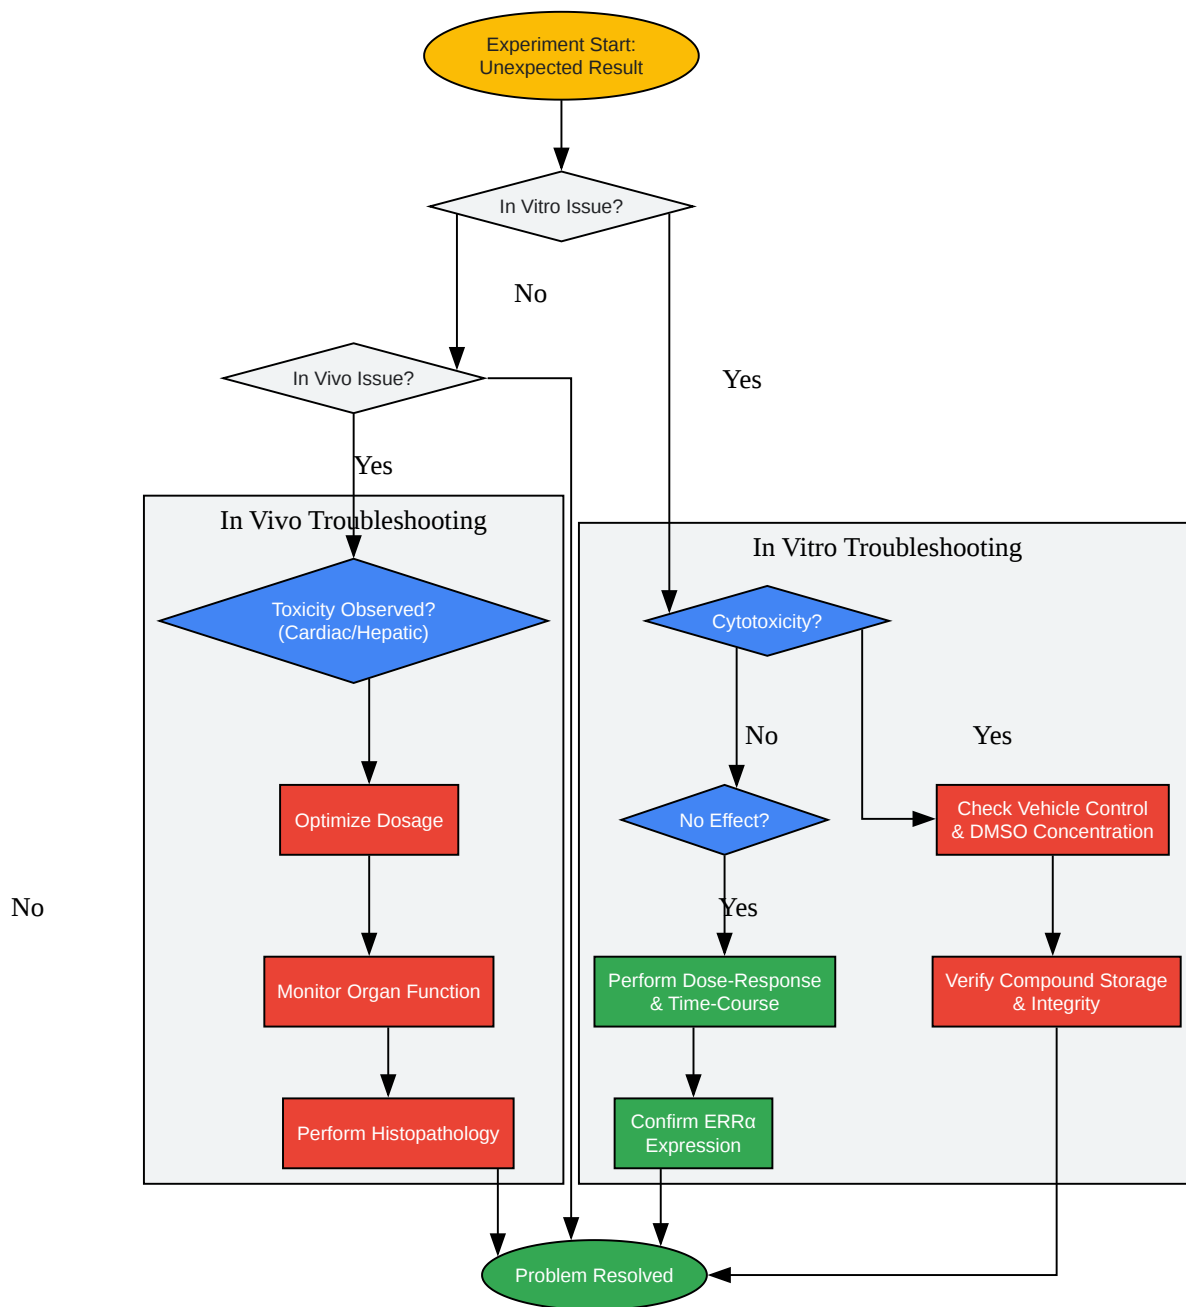 Experiment Start:
Unexpected Result
In Vitro Issue?
No
In Vivo Issue?
Yes
Yes
In Vivo Troubleshooting
In Vitro Troubleshooting
Toxicity Observed?
(Cardiac/Hepatic)
Cytotoxicity?
No
Yes
Optimize Dosage
No Effect?
Check Vehicle Control
& DMSO Concentration
No
Yes
Monitor Organ Function
Perform Dose-Response
& Time-Course
Verify Compound Storage
& Integrity
Perform Histopathology
Confirm ERRα
Expression
Problem Resolved